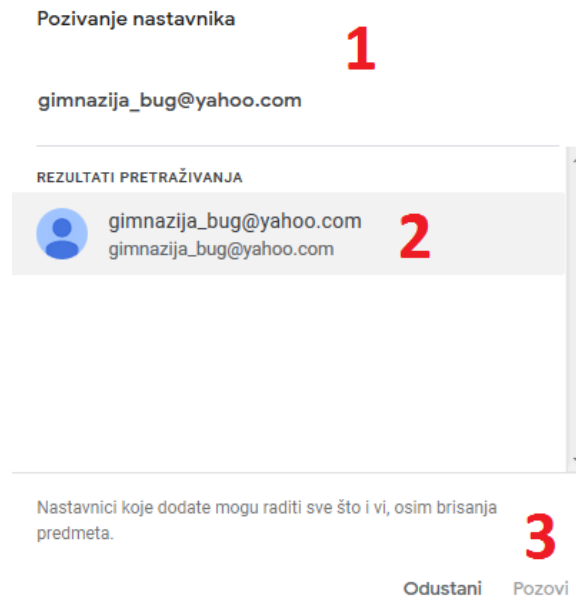 Pozivanje nastavnika
1
gimnazija_bug@yahoo.com
REZULTATI PRETRAŽIVANJA
gimnazija_bug@yahoo.com
gimnazija_bug@yahoo.com
2
Nastavnici koje dodate mogu raditi sve što i vi, osim brisanja
predmeta.
3
Odustani Pozovi